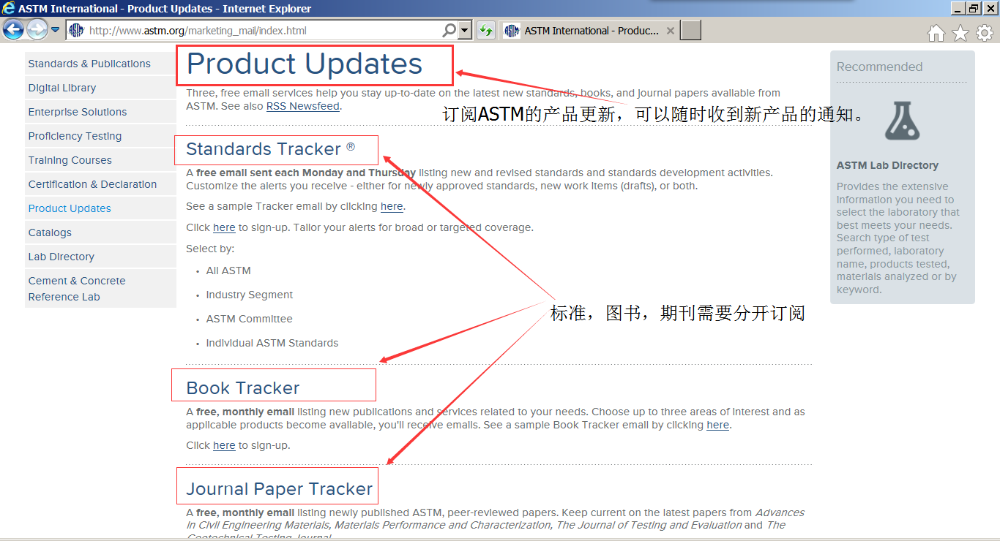 ASTM International - Product Updates - Internet Explorer
http://www.astm.org/marketing_mail/index.html
ASTM International - Produc...
Standards & Publications
Digital Library
Enterprise Solutions
Proficiency Testing
Training Courses
Certification & Declaration
Product Updates
Catalogs
Lab Directory
Cement & Concrete
Reference Lab
Product Updates
Three, free email services help you stay up-to-date on the latest new standards, books, and journal papers available from
ASTM. See also RSS Newsfeed.
订阅ASTM的产品更新，可以随时收到新产品的通知。
Standards Tracker ®
A free email sent each Monday and Thursday listing new and revised standards and standards development activities.
Customize the alerts you receive - either for newly approved standards, new work items (drafts), or both.
See a sample Tracker email by clicking here.
Click here to sign-up. Tailor your alerts for broad or targeted coverage.
Select by:
• All ASTM
• Industry Segment
• ASTM Committee
• Individual ASTM Standards
标准，图书，期刊需要分开订阅
Book Tracker
A free, monthly email listing new publications and services related to your needs. Choose up to three areas of interest and as
applicable products become available, you'll receive emails. See a sample Book Tracker email by clicking here.
Click here to sign-up.
Journal Paper Tracker
A free, monthly email listing newly published ASTM, peer-reviewed papers. Keep current on the latest papers from Advances
in Civil Engineering Materials, Materials Performance and Characterization, The Journal of Testing and Evaluation and The
Geotechnical Testing Journal.
Recommended
ASTM Lab Directory
Provides the extensive
information you need to
select the laboratory that
best meets your needs.
Search type of test
performed, laboratory
name, products tested,
materials analyzed or by
keyword.